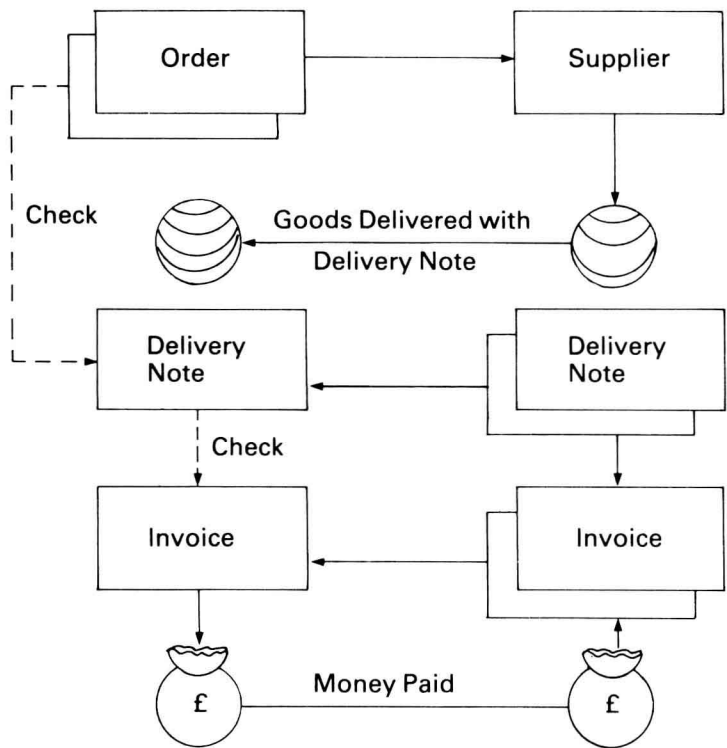 Order
Supplier
Check
Goods Delivered with
Delivery Note
Delivery
Note
Delivery
Note
Check
Invoice
Invoice
£
Money Paid
£